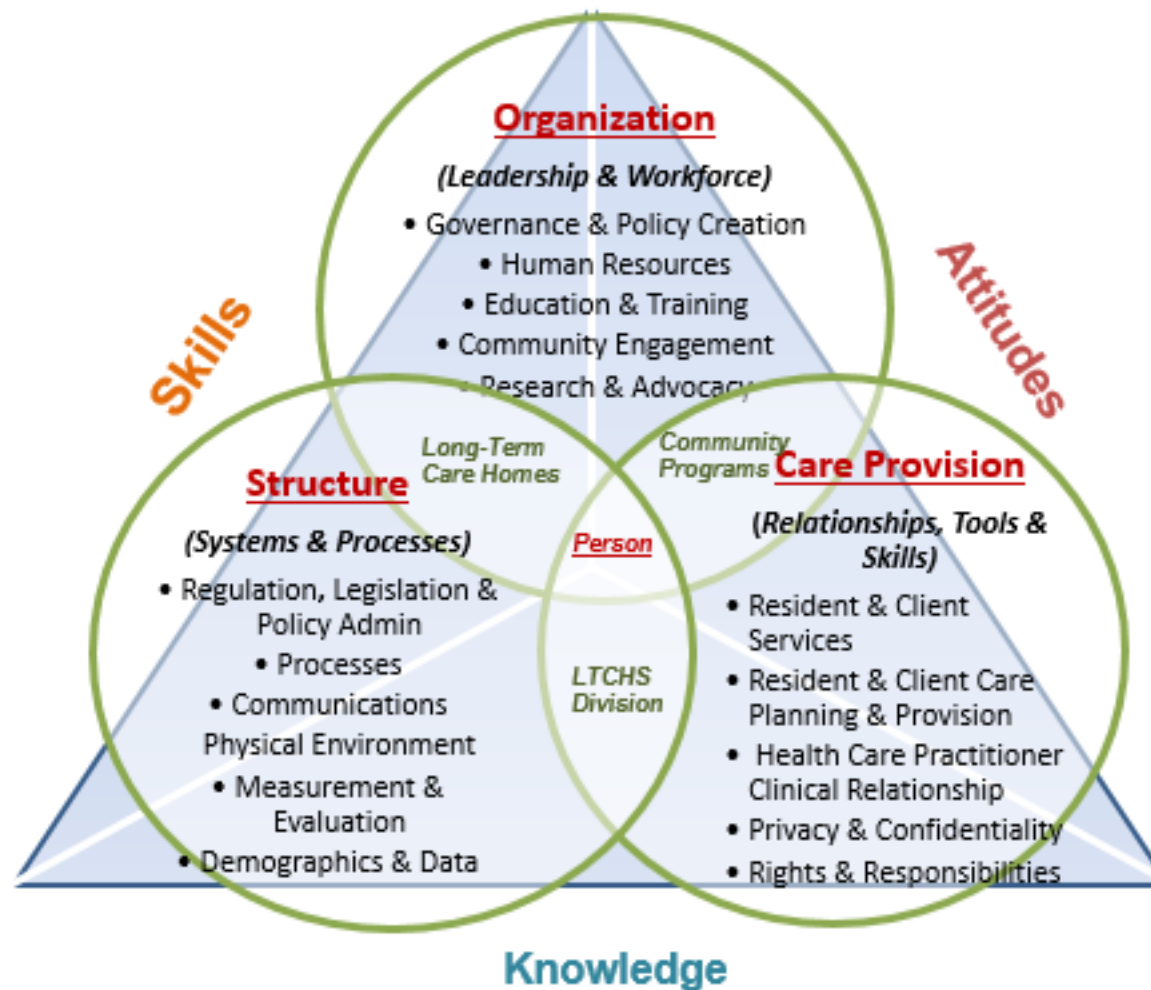 Organization
(Leadership & Workforce)
• Governance & Policy Creation
• Human Resources
• Education & Training
• Community Engagement
• Research & Advocacy
Skills
Attitudes
Long-Term
Care Homes
Community
Programs
Structure
(Systems & Processes)
• Regulation, Legislation &
Policy Admin
• Processes
• Communications
Physical Environment
• Measurement &
Evaluation
• Demographics & Data
Person
LTCHS
Division
Care Provision
(Relationships, Tools &
Skills)
• Resident & Client
Services
• Resident & Client Care
Planning & Provision
• Health Care Practitioner
Clinical Relationship
• Privacy & Confidentiality
• Rights & Responsibilities
Knowledge